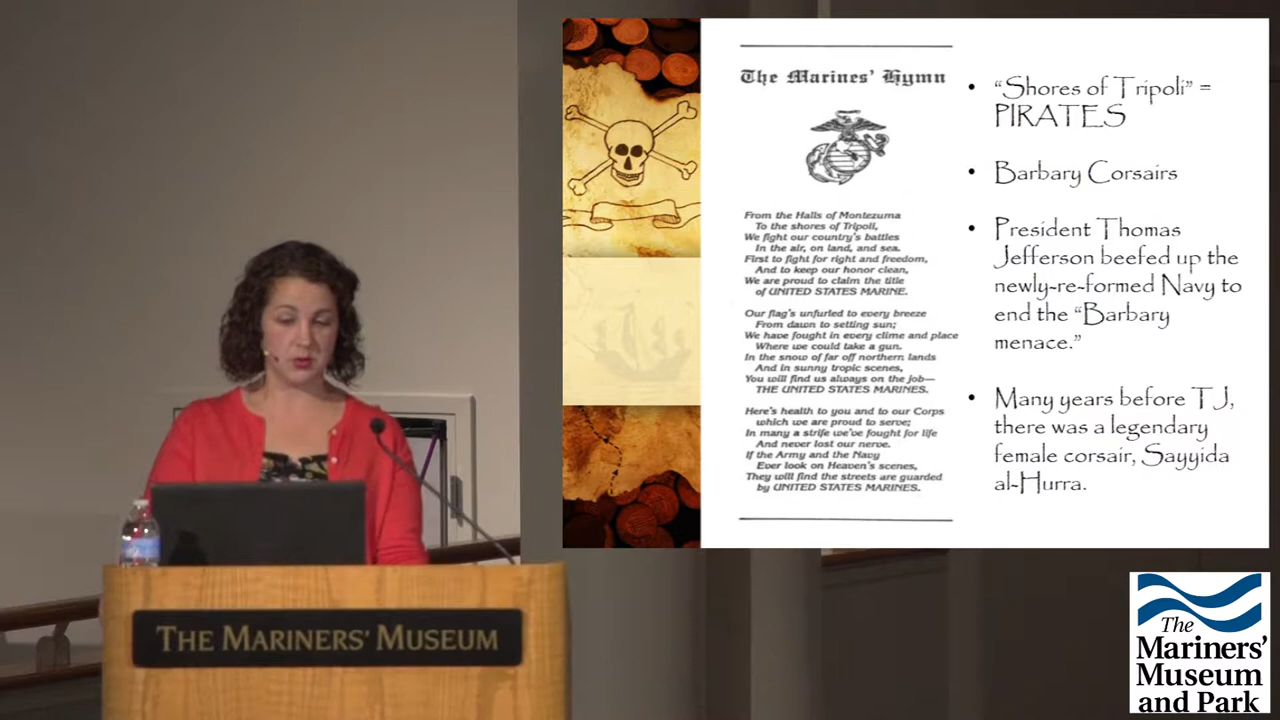 The Marines' Hymn
From the Halls of Montezuma
To the shores of Tripoli,
We fight our country's battles
In the air, on land, and sea.
First to fight for right and freedom,
And to keep our honor clean,
We are proud to claim the title
of UNITED STATES MARINE.
Our flag's unfurled to every breeze
From dawn to setting sun;
We have fought in every clime and place
Where we could take a gun.
In the snow of far off northern lands
And in sunny tropic scenes,
You will find us always on the job—
THE UNITED STATES MARINES.
Here's health to you and to our Corps
which we are proud to serve;
In many a strife we've fought for life
And never lost our nerve.
If the Army and the Navy
Ever look on Heaven's scenes,
They will find the streets are guarded
by UNITED STATES MARINES.
• “Shores of Tripoli” =
PIRATES
• Barbary Corsairs
• President Thomas
Jefferson beefed up the
newly-re-formed Navy to
end the “Barbary
menace.”
• Many years before TJ,
there was a legendary
female corsair, Sayyida
al-Hurra.
THE MARINERS' MUSEUM
The
Mariners'
Museum
and Park